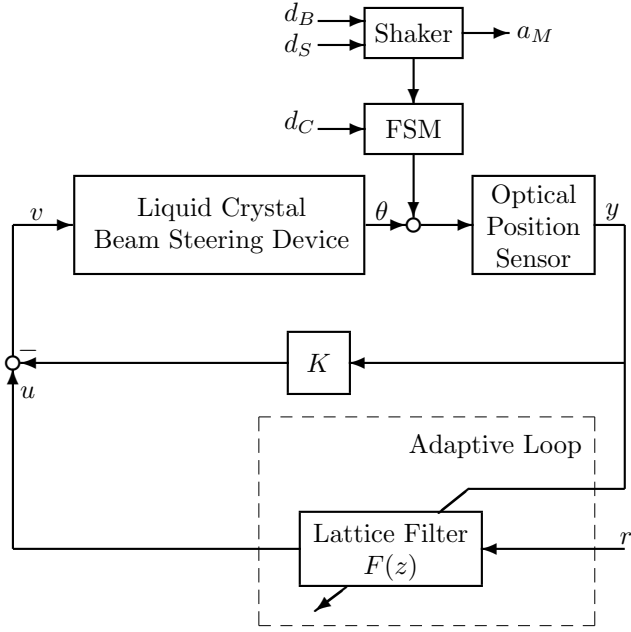 d_B
d_S
Shaker
a_M
d_C
FSM
v
Liquid Crystal
Beam Steering Device
θ
Optical
Position
Sensor
y
−
K
u
Adaptive Loop
Lattice Filter
F(z)
r